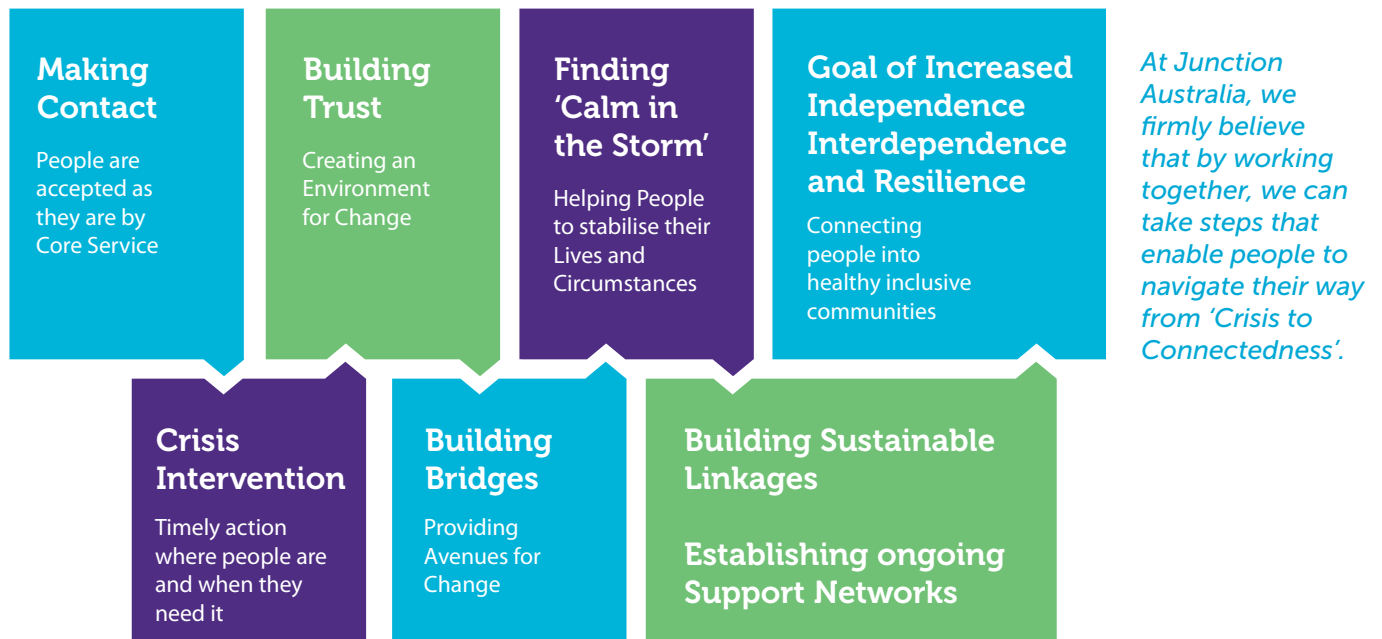 Making
Contact
People are
accepted as
they are by
Core Service
Crisis
Intervention
Timely action
where people are
and when they
need it
Building
Trust
Creating an
Environment
for Change
Building
Bridges
Providing
Avenues for
Change
Finding
‘Calm in
the Storm’
Helping People
to stabilise their
Lives and
Circumstances
Building Sustainable
Linkages
Establishing ongoing
Support Networks
Goal of Increased
Independence
Interdependence
and Resilience
Connecting
people into
healthy inclusive
communities
At Junction
Australia, we
firmly believe
that by working
together, we can
take steps that
enable people to
navigate their way
from ‘Crisis to
Connectedness’.